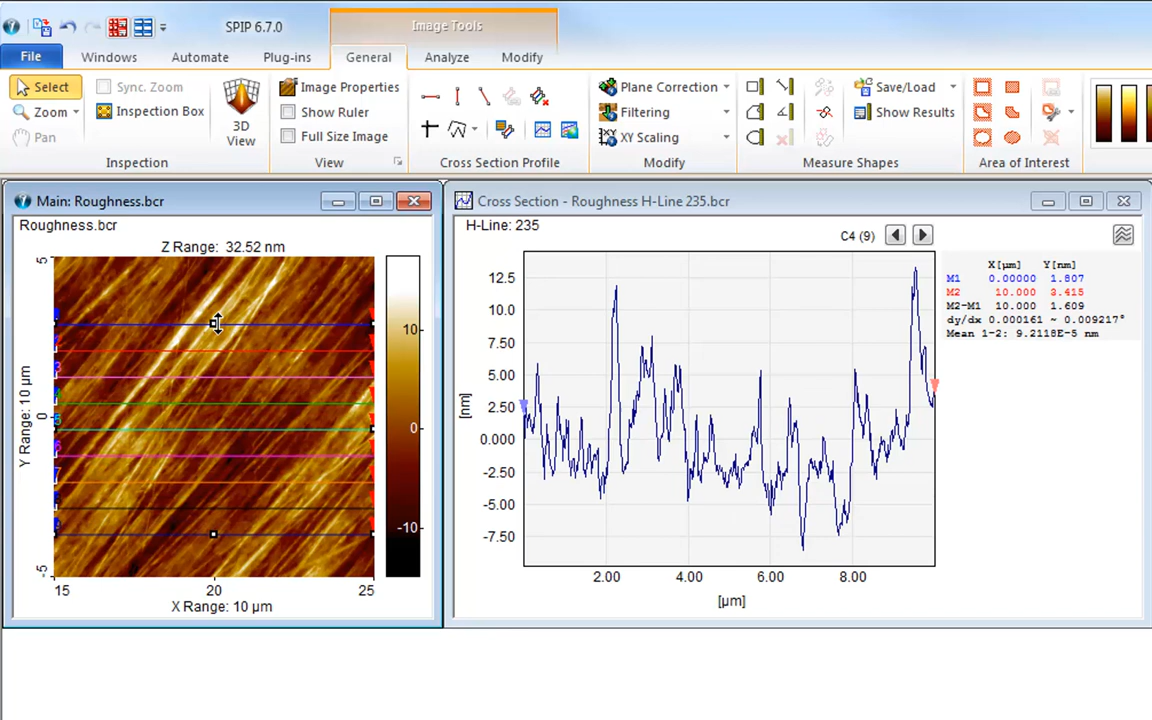 SPIP 6.7.0
Image Tools
File
Windows
Automate
Plug-ins
General
Analyze
Modify
Select
Zoom
Pan
Sync. Zoom
Inspection Box
3D
View
Inspection
Image Properties
Show Ruler
Full Size Image
View
Cross Section Profile
Plane Correction
Filtering
XY Scaling
Modify
Save/Load
Show Results
Measure Shapes
Area of Interest
Main: Roughness.bcr
Roughness.bcr
Z Range: 32.52 nm
5
0
-5
Y Range: 10 µm
15
20
25
X Range: 10 µm
10
0
-10
Cross Section - Roughness H-Line 235.bcr
H-Line: 235
C4 (9)
12.5
10.0
7.50
5.00
2.50
0.000
-2.50
-5.00
-7.50
[nm]
2.00
4.00
6.00
8.00
[µm]
X[µm] Y[nm]
M1 0.00000 1.807
M2 10.000 3.415
M2-M1 10.000 1.609
dy/dx 0.000161 ~ 0.009217°
Mean 1-2: 9.2118E-5 nm